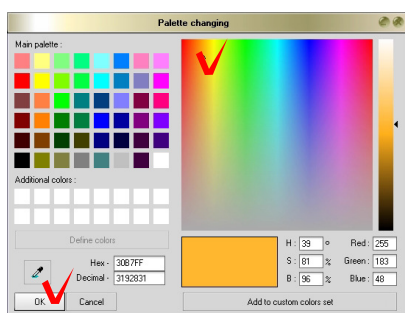 Palette changing
Main palette :
Additional colors :
Define colors
Hex - 30B7FF
Decimal - 3192831
OK Cancel
H : 39 o Red : 255
S : 81 % Green : 183
B : 96 % Blue : 48
Add to custom colors set